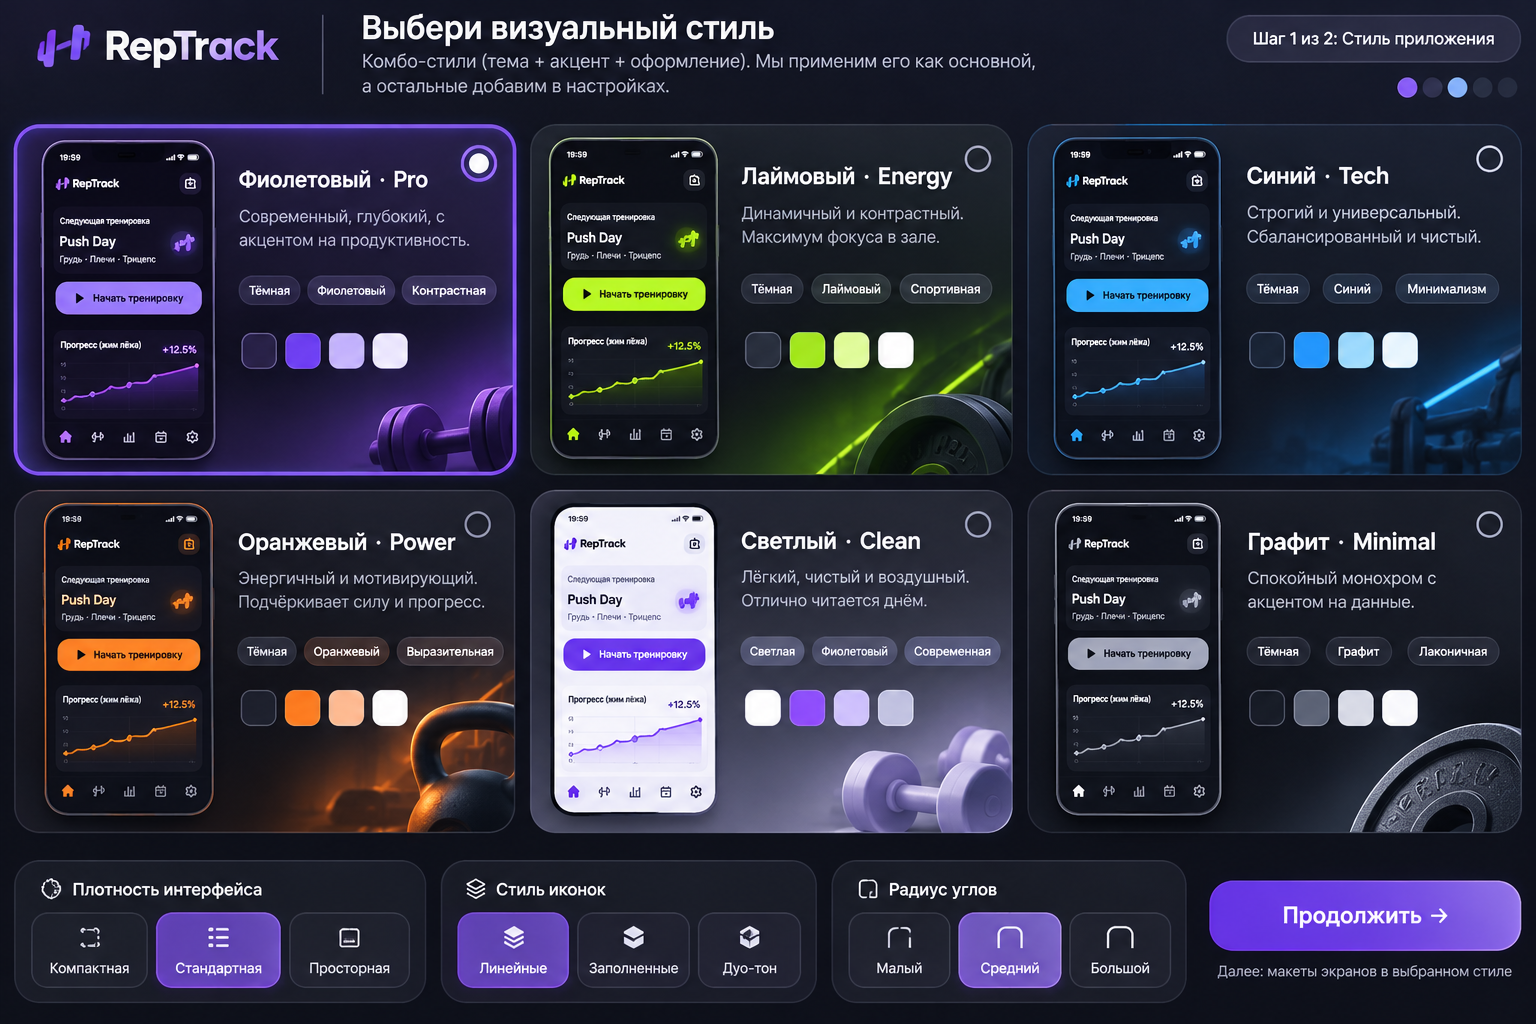 RepTrack
Выбери визуальный стиль
Комбо-стили (тема + акцент + оформление). Мы применим его как основной,
а остальные добавим в настройках.
Шаг 1 из 2: Стиль приложения
19:59
RepTrack
Следующая тренировка
Push Day
Грудь · Плечи · Трицепс
Начать тренировку
Прогресс (жим лёжа)
+12.5%
Фиолетовый · Pro
Современный, глубокий, с
акцентом на продуктивность.
Тёмная
Фиолетовый
Контрастная
19:59
RepTrack
Следующая тренировка
Push Day
Грудь · Плечи · Трицепс
Начать тренировку
Прогресс (жим лёжа)
+12.5%
Лаймовый · Energy
Динамичный и контрастный.
Максимум фокуса в зале.
Тёмная
Лаймовый
Спортивная
19:59
RepTrack
Следующая тренировка
Push Day
Грудь · Плечи · Трицепс
Начать тренировку
Прогресс (жим лёжа)
+12.5%
Синий · Tech
Строгий и универсальный.
Сбалансированный и чистый.
Тёмная
Синий
Минимализм
19:59
RepTrack
Следующая тренировка
Push Day
Грудь · Плечи · Трицепс
Начать тренировку
Прогресс (жим лёжа)
+12.5%
Оранжевый · Power
Энергичный и мотивирующий.
Подчёркивает силу и прогресс.
Тёмная
Оранжевый
Выразительная
19:59
RepTrack
Следующая тренировка
Push Day
Грудь · Плечи · Трицепс
Начать тренировку
Прогресс (жим лёжа)
+12.5%
Светлый · Clean
Лёгкий, чистый и воздушный.
Отлично читается днём.
Светлая
Фиолетовый
Современная
19:59
RepTrack
Следующая тренировка
Push Day
Грудь · Плечи · Трицепс
Начать тренировку
Прогресс (жим лёжа)
+12.5%
Графит · Minimal
Спокойный монохром с
акцентом на данные.
Тёмная
Графит
Лаконичная
Плотность интерфейса
Компактная
Стандартная
Просторная
Стиль иконок
Линейные
Заполненные
Дуо-тон
Радиус углов
Малый
Средний
Большой
Продолжить →
Далее: макеты экранов в выбранном стиле